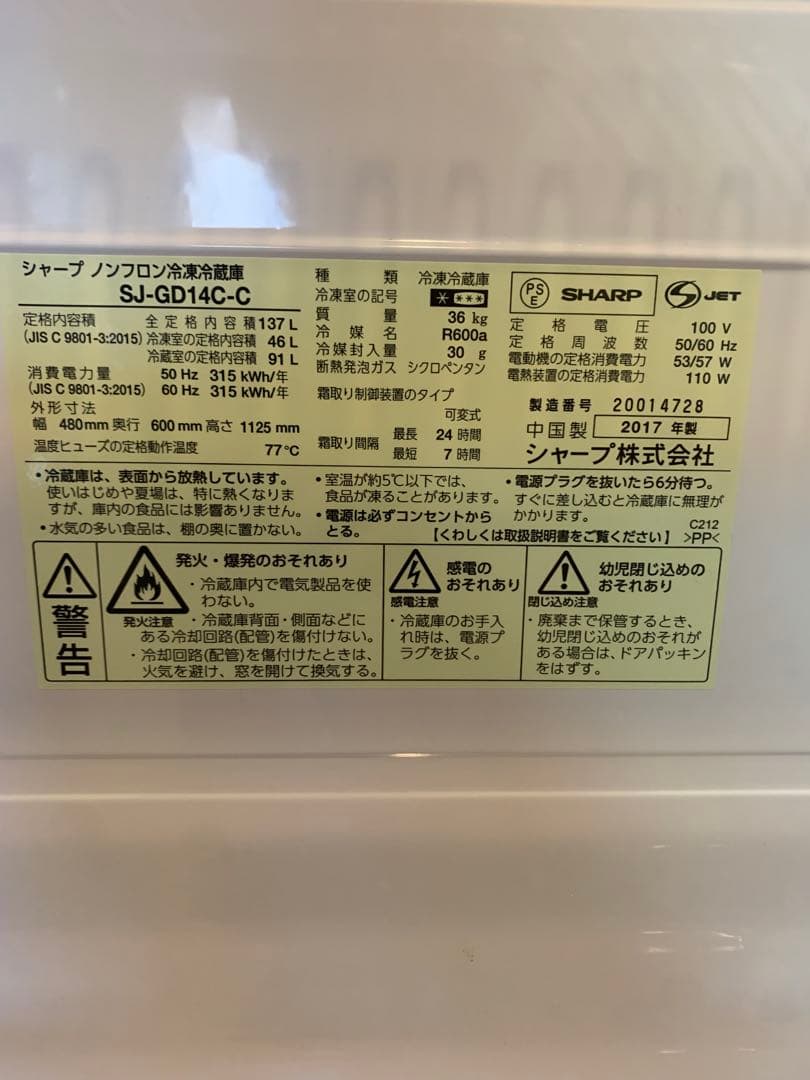 シャープ ノンフロン冷凍冷蔵庫
SJ-GD14C-C
定格内容積 全定格内容積 137 L
(JIS C 9801-3:2015) 冷凍室の定格内容積 46 L
冷蔵室の定格内容積 91 L
消費電力量 50 Hz 315 kWh/年
(JIS C 9801-3:2015) 60 Hz 315 kWh/年
外形寸法
幅 480mm 奥行 600mm 高さ 1125mm
温度ヒューズの定格動作温度 77℃
種類 冷凍冷蔵庫
冷凍室の記号 * ***
質量 36 kg
冷媒名 R600a
冷媒封入量 30 g
断熱発泡ガス シクロペンタン
霜取り制御装置のタイプ
可変式
霜取り間隔 最長 24 時間
最短 7 時間
PS E SHARP S JET
定格電圧 100 V
定格周波数 50/60 Hz
電動機の定格消費電力 53/57 W
電熱装置の定格消費電力 110 W
製造番号 20014728
中国製 2017 年製
シャープ株式会社
・冷蔵庫は、表面から放熱しています。
使いはじめや夏場は、特に熱くなりま
すが、庫内の食品には影響ありません。
・水気の多い食品は、棚の奥に置かない。
・室温が約5℃以下では、
食品が凍ることがあります。
・電源は必ずコンセントから
とる。
・電源プラグを抜いたら6分待つ。
すぐに差し込むと冷蔵庫に無理が
かかります。
C212
【くわしくは取扱説明書をご覧ください】 >PP<
警告
発火・爆発のおそれあり
発火注意
・冷蔵庫内で電気製品を使
わない。
・冷蔵庫背面・側面などに
ある冷却回路(配管)を傷付けない。
・冷却回路(配管)を傷付けたときは、
火気を避け、窓を開けて換気する。
感電の
おそれあり
感電注意
・冷蔵庫のお手入
れ時は、電源プ
ラグを抜く。
幼児閉じ込めの
おそれあり
閉じ込め注意
・廃棄まで保管するとき、
幼児閉じ込めのおそれが
ある場合は、ドアパッキン
をはずす。